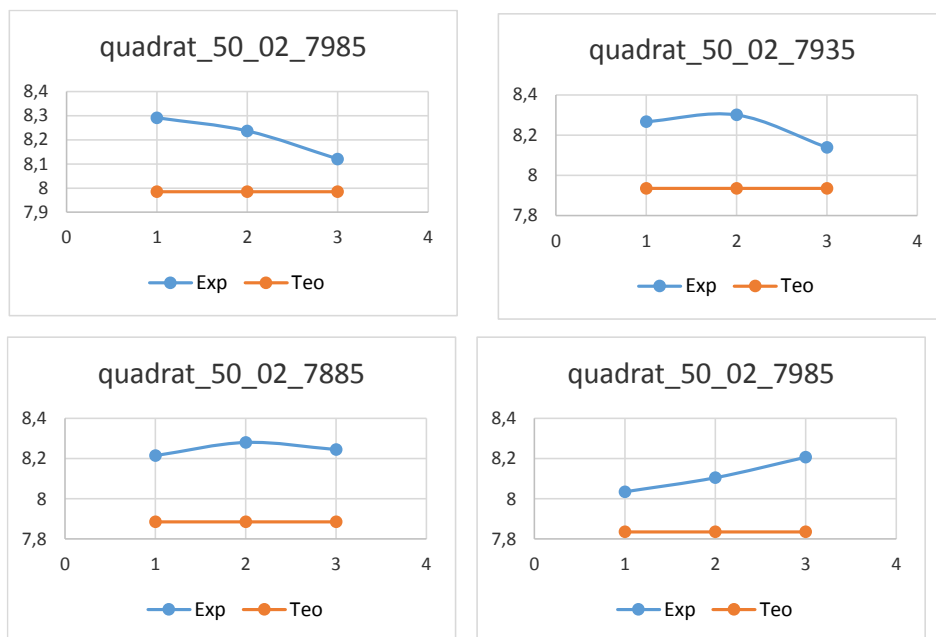 quadrat_50_02_7985
8,4
8,3
8,2
8,1
8
7,9
0 1 2 3 4
Exp Teo
quadrat_50_02_7935
8,4
8,2
8
7,8
0 1 2 3 4
Exp Teo
quadrat_50_02_7885
8,4
8,2
8
7,8
0 1 2 3 4
Exp Teo
quadrat_50_02_7985
8,4
8,2
8
7,8
0 1 2 3 4
Exp Teo